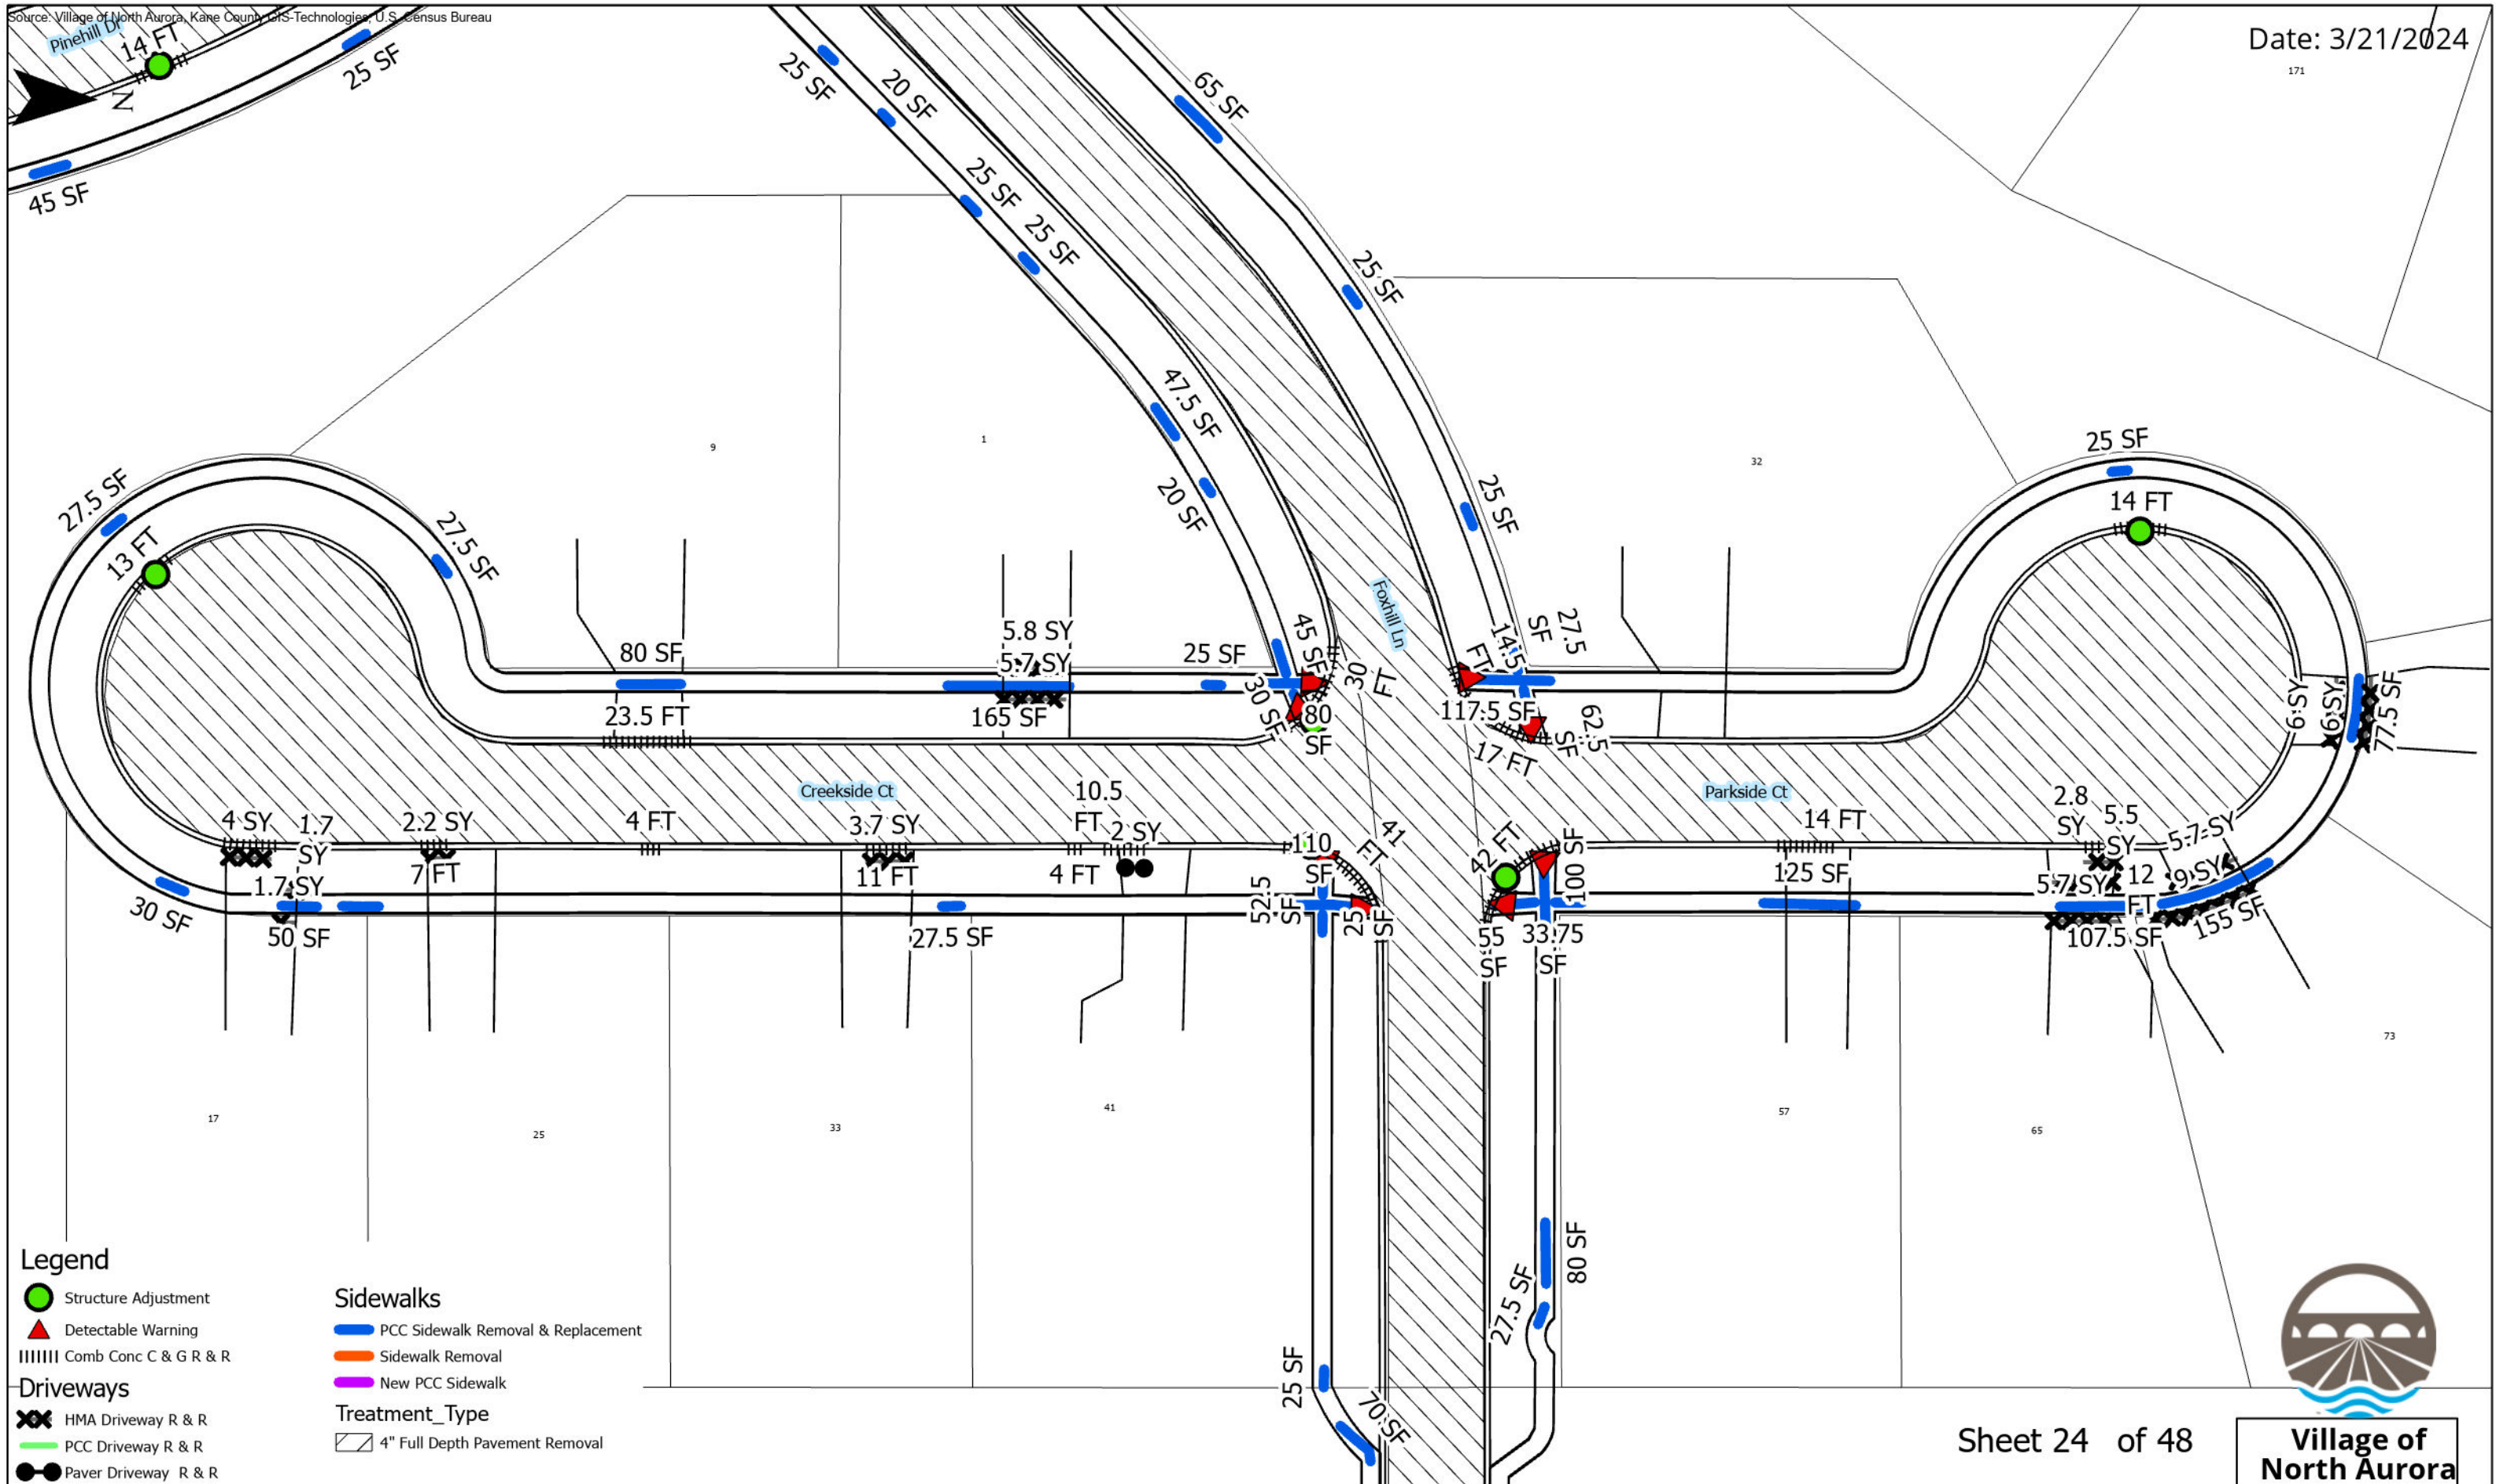 Source: Village of North Aurora, Kane County GIS-Technologies, U.S. Census Bureau
Date: 3/21/2024
Pinehill Dr
14 FT
N
25 SF
45 SF
25 SF
20 SF
25 SF
25 SF
47.5 SF
20 SF
65 SF
25 SF
25 SF
171
9
1
32
27.5 SF
13 FT
27.5 SF
80 SF
23.5 FT
5.8 SY
5.7 SY
165 SF
25 SF
45 SF
30 SF
80
SF
30
FT
Foxhill Ln
14.5
FT
27.5
SF
117.5 SF
62.5
SF
17 FT
25 SF
14 FT
6 SY
6 SY
77.5 SF
Creekside Ct
Parkside Ct
4 SY
1.7
SY
1.7 SY
50 SF
30 SF
2.2 SY
7 FT
4 FT
3.7 SY
11 FT
27.5 SF
10.5
FT
2 SY
4 FT
110
SF
41
FT
52.5
SF
25
SF
42 FT
100 SF
55
SF
33.75
SF
14 FT
125 SF
2.8
SY
5.5
SY
5.7 SY
5.7 SY
12
FT
9 SY
107.5 SF
155 SF
17
25
33
41
57
65
73
80 SF
27.5 SF
25 SF
70 SF
Legend
Structure Adjustment
Detectable Warning
Comb Conc C & G R & R
Driveways
HMA Driveway R & R
PCC Driveway R & R
Paver Driveway R & R
Sidewalks
PCC Sidewalk Removal & Replacement
Sidewalk Removal
New PCC Sidewalk
Treatment_Type
4" Full Depth Pavement Removal
Sheet 24 of 48
Village of
North Aurora